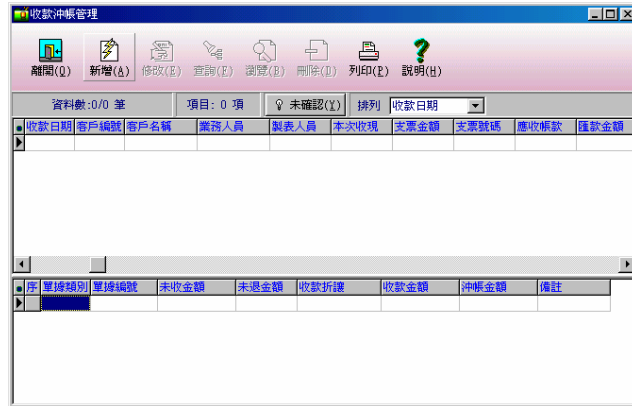 收款沖帳管理
離開(Q) 新增(A) 修改(E) 查詢(F) 瀏覽(B) 刪除(D) 列印(P) 說明(H)
資料數:0/0 筆 項目: 0 項 未確認(Y) 排列 收款日期
收款日期 客戶編號 客戶名稱 業務人員 製表人員 本次收現 支票金額 支票號碼 應收帳款 匯款金額
序 單據類別 單據編號 未收金額 未退金額 收款折讓 收款金額 沖帳金額 備註